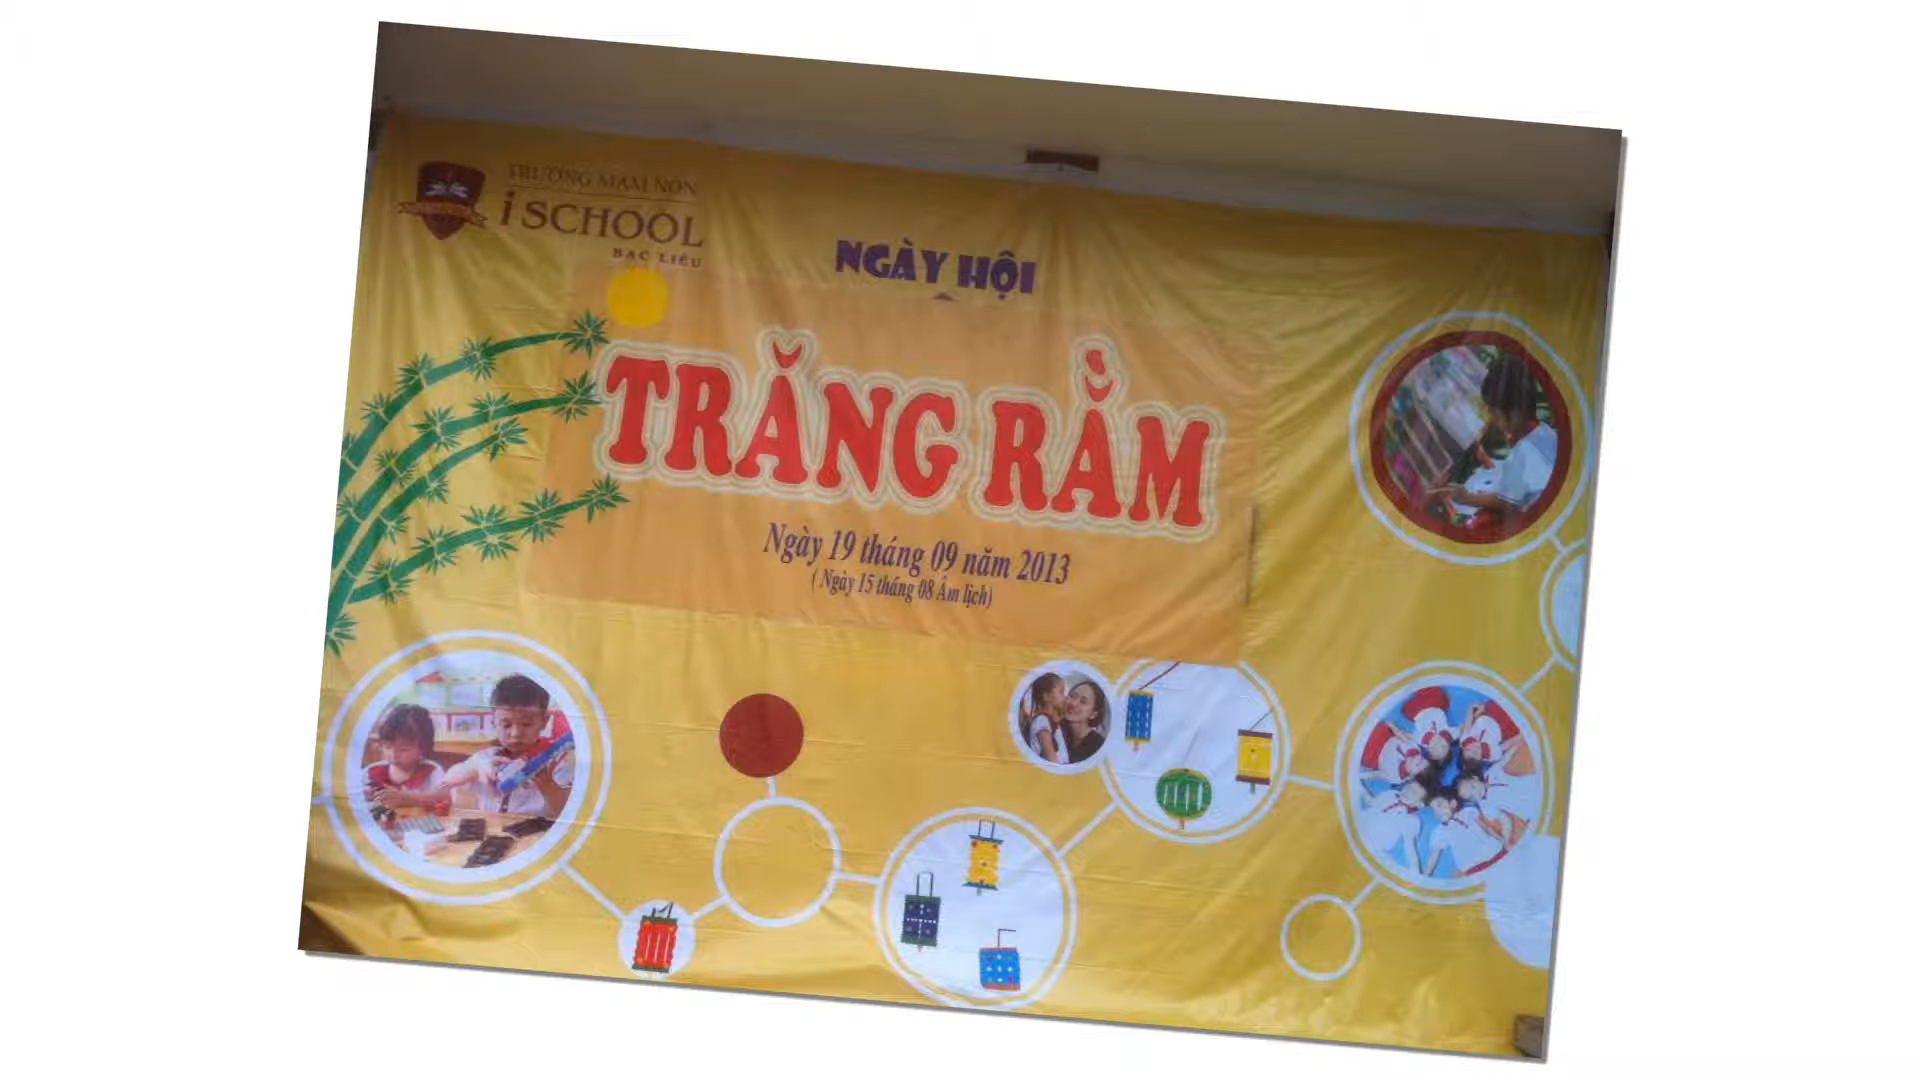 TRƯỜNG MẦM NON
iSCHOOL
BẠC LIÊU
NGÀY HỘI
TRĂNG RẰM
Ngày 19 tháng 09 năm 2013
( Ngày 15 tháng 08 Âm lịch)